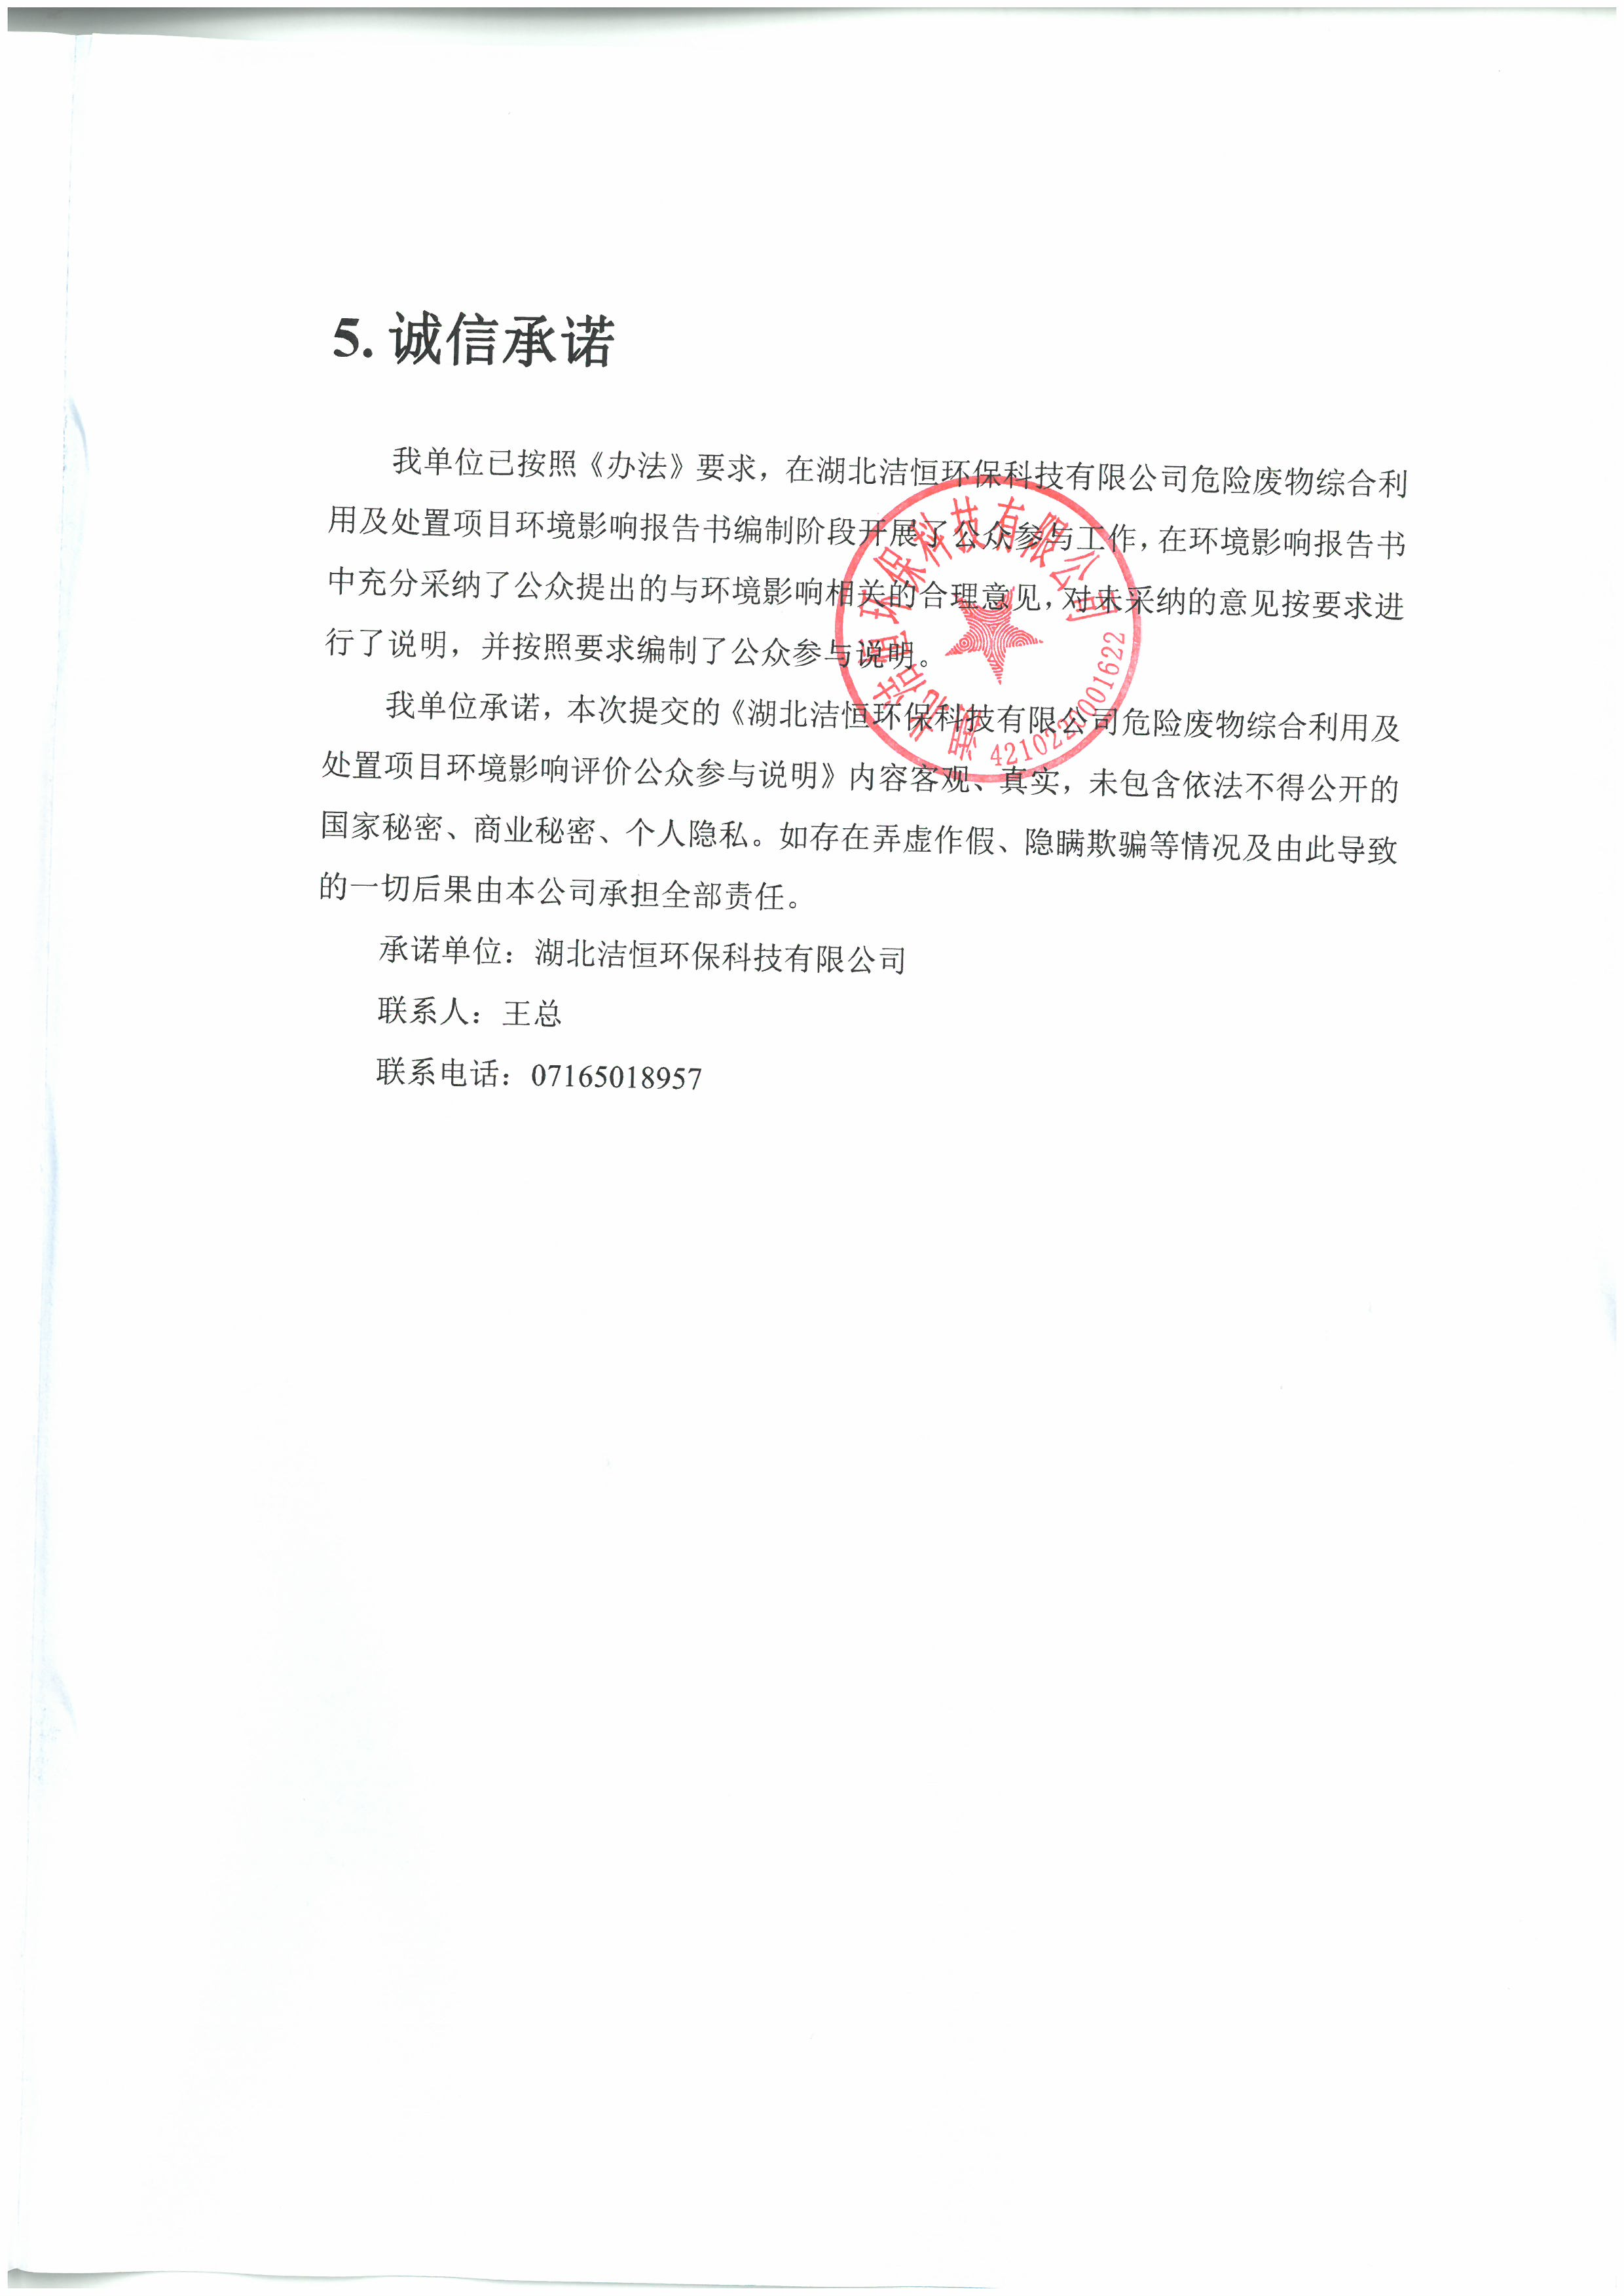 5. 诚信承诺
我单位已按照《办法》要求，在湖北洁恒环保科技有限公司危险废物综合利
用及处置项目环境影响报告书编制阶段开展了公众参与工作，在环境影响报告书
中充分采纳了公众提出的与环境影响相关的合理意见，对未采纳的意见按要求进
行了说明，并按照要求编制了公众参与说明。
我单位承诺，本次提交的《湖北洁恒环保科技有限公司危险废物综合利用及
处置项目环境影响评价公众参与说明》内容客观、真实，未包含依法不得公开的
国家秘密、商业秘密、个人隐私。如存在弄虚作假、隐瞒欺骗等情况及由此导致
的一切后果由本公司承担全部责任。
承诺单位：湖北洁恒环保科技有限公司
联系人：王总
联系电话：07165018957
湖北洁恒环保科技有限公司
4210220001622